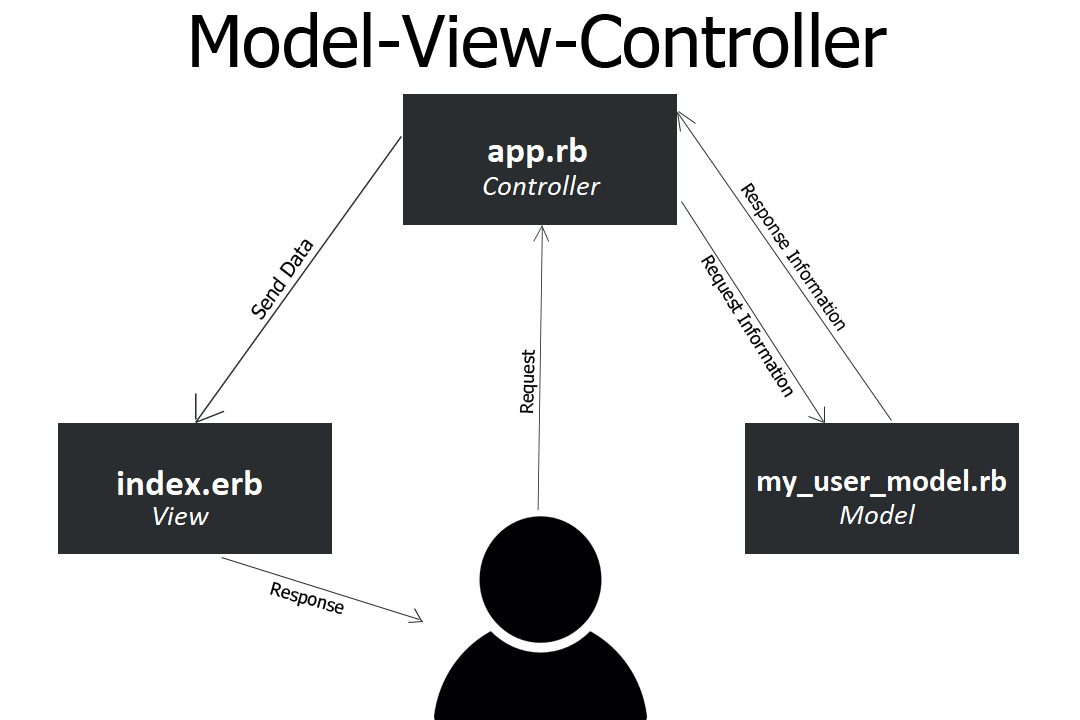 Model-View-Controller
app.rb
Controller
Send Data
Request
Request Information
Response Information
index.erb
View
my_user_model.rb
Model
Response